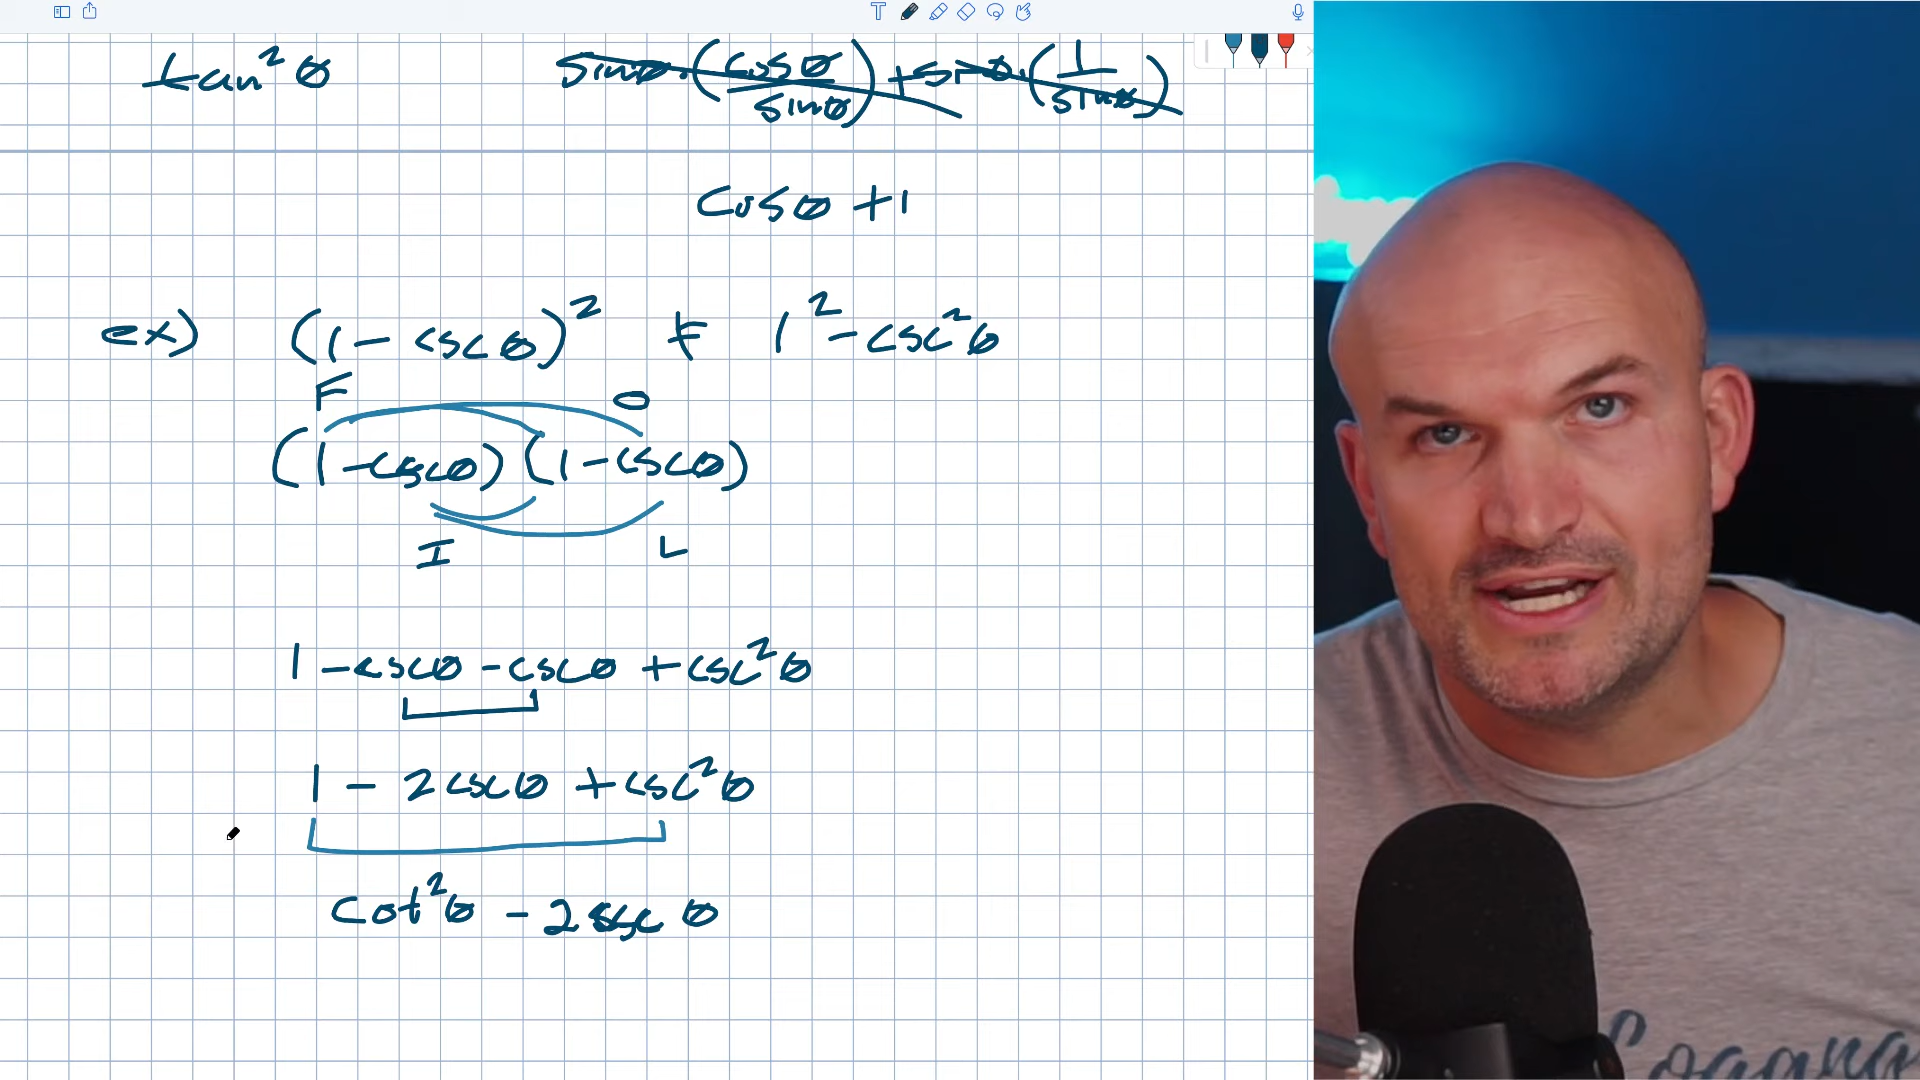 tan² θ
sinθ · (cosθ/sinθ) + sinθ · (1/sinθ)
cosθ + 1
ex) (1 - cscθ)² ≠ 1² - csc²θ
F O
(1 - cscθ)(1 - cscθ)
I L
1 - cscθ - cscθ + csc²θ
1 - 2cscθ + csc²θ
cot²θ - 2cscθ